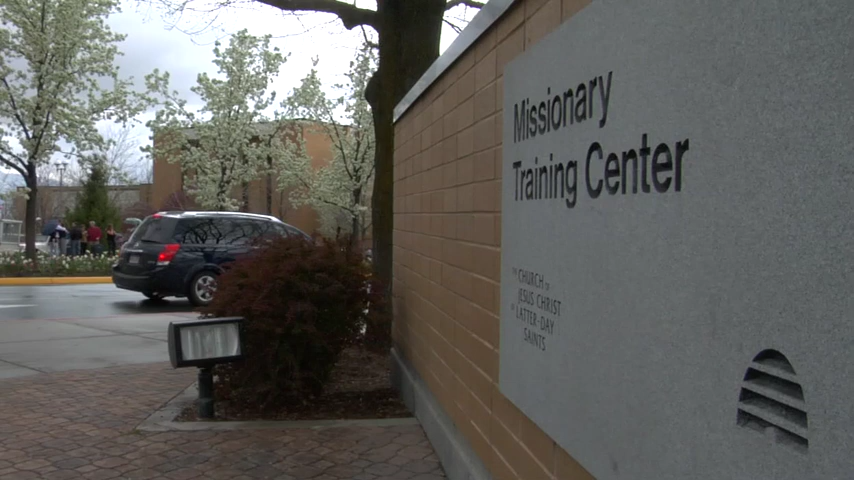 Missionary
Training Center
THE CHURCH OF
JESUS CHRIST
OF LATTER-DAY
SAINTS